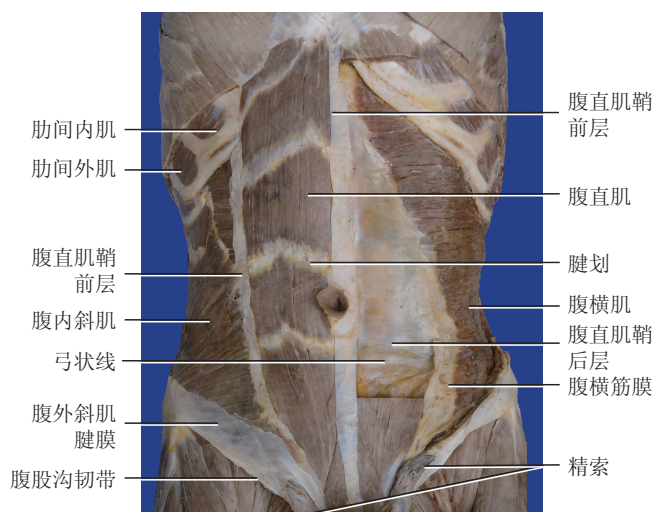 肋间内肌
肋间外肌
腹直肌鞘
前层
腹内斜肌
弓状线
腹外斜肌
腱膜
腹股沟韧带
腹直肌鞘
前层
腹直肌
腱划
腹横肌
腹直肌鞘
后层
腹横筋膜
精索